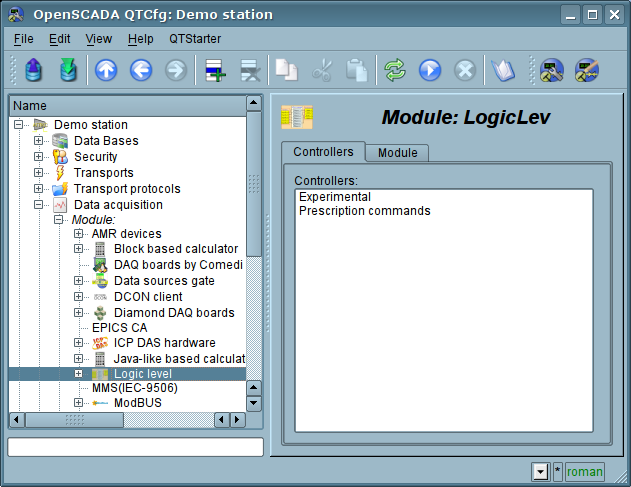 OpenSCADA QTCfg: Demo station
File Edit View Help QTStarter
Name
Demo station
Data Bases
Security
Transports
Transport protocols
Data acquisition
Module:
AMR devices
Block based calculator
DAQ boards by Comedi
Data sources gate
DCON client
Diamond DAQ boards
EPICS CA
ICP DAS hardware
Java-like based calculat
Logic level
MMS(IEC-9506)
ModBUS
Module: LogicLev
Controllers Module
Controllers:
Experimental
Prescription commands
* roman